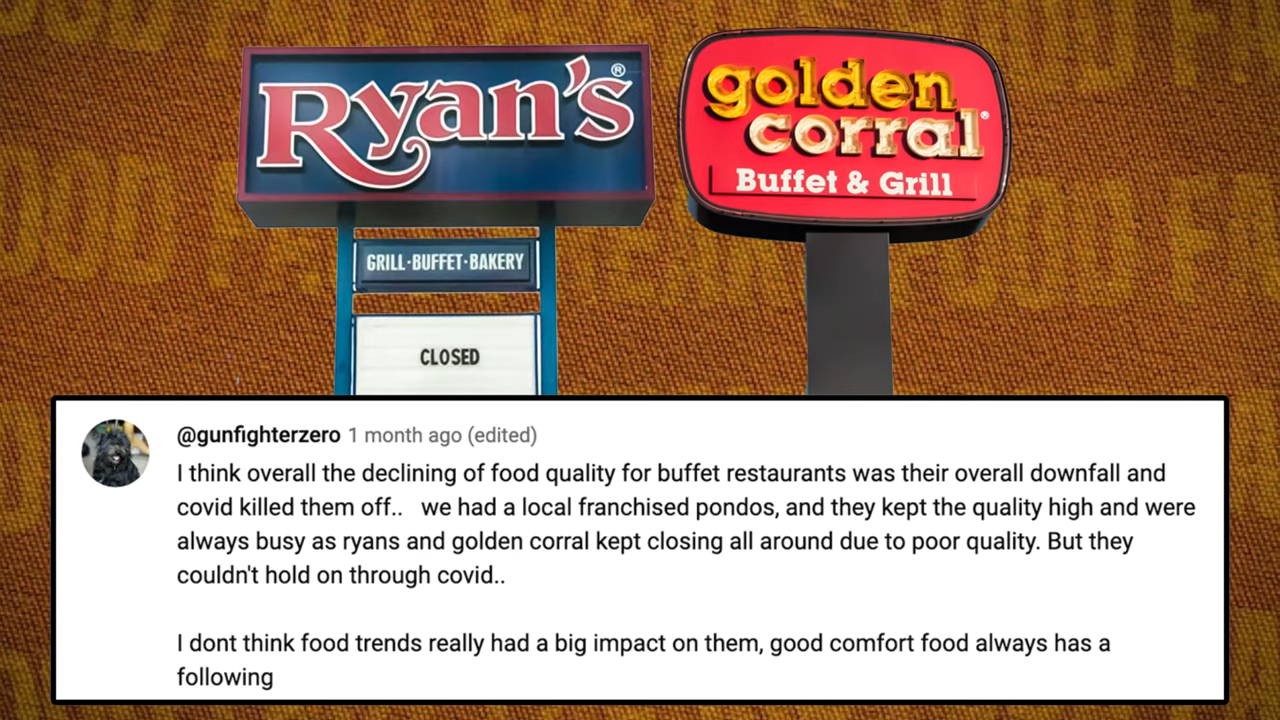 Ryan's®
golden
corral®
Buffet & Grill
GRILL·BUFFET·BAKERY
CLOSED
@gunfighterzero 1 month ago (edited)
I think overall the declining of food quality for buffet restaurants was their overall downfall and
covid killed them off..   we had a local franchised pondos, and they kept the quality high and were
always busy as ryans and golden corral kept closing all around due to poor quality. But they
couldn't hold on through covid..
I dont think food trends really had a big impact on them, good comfort food always has a
following